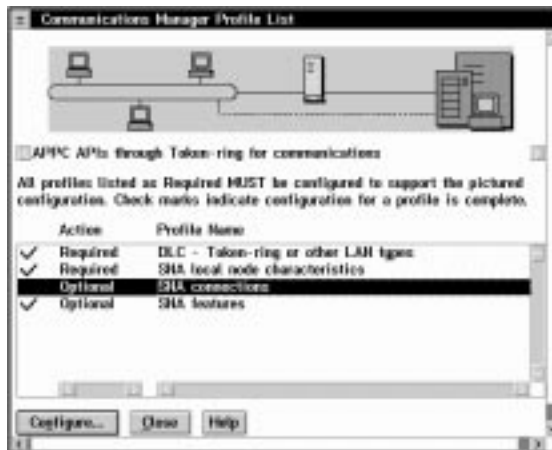 Communications Manager Profile List
APPC APIs through Token-ring for communications
All profiles listed as Required MUST be configured to support the pictured
configuration. Check marks indicate configuration for a profile is complete.
Action Profile Name
Required DLC - Token-ring or other LAN types
Required SNA local node characteristics
Optional SNA connections
Optional SNA features
Configure... Close Help